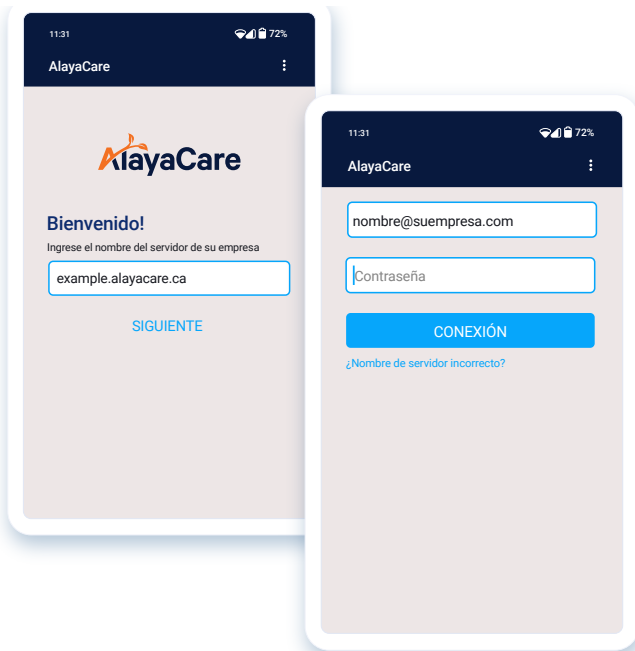 11:31 72%
AlayaCare
AlayaCare
Bienvenido!
Ingrese el nombre del servidor de su empresa
example.alayacare.ca
SIGUIENTE
11:31 72%
AlayaCare
nombre@suempresa.com
Contraseña
CONEXIÓN
¿Nombre de servidor incorrecto?